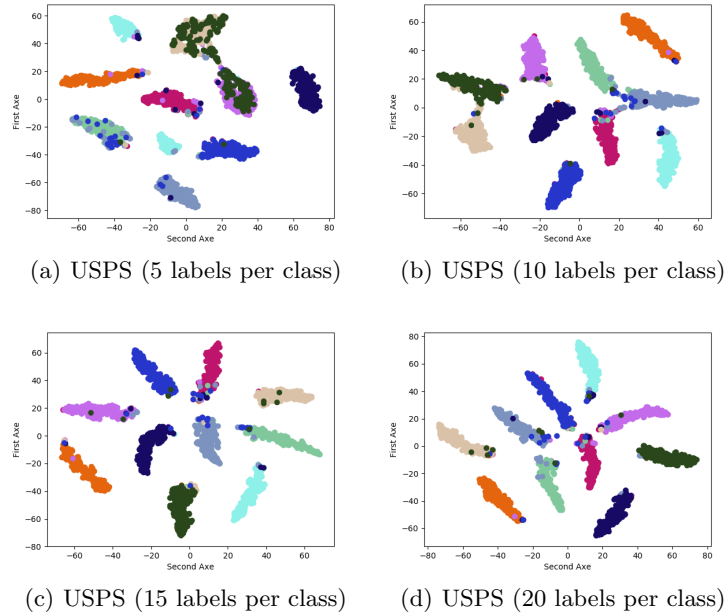 60
40
20
0
−20
−40
−60
−80
First Axe
−60 −40 −20 0 20 40 60 80
Second Axe
(a) USPS (5 labels per class)
80
60
40
20
0
−20
−40
−60
First Axe
−80 −60 −40 −20 0 20 40 60
Second Axe
(b) USPS (10 labels per class)
60
40
20
0
−20
−40
−60
−80
First Axe
−60 −40 −20 0 20 40 60 80
Second Axe
(c) USPS (15 labels per class)
80
60
40
20
0
−20
−40
−60
First Axe
−80 −60 −40 −20 0 20 40 60 80
Second Axe
(d) USPS (20 labels per class)